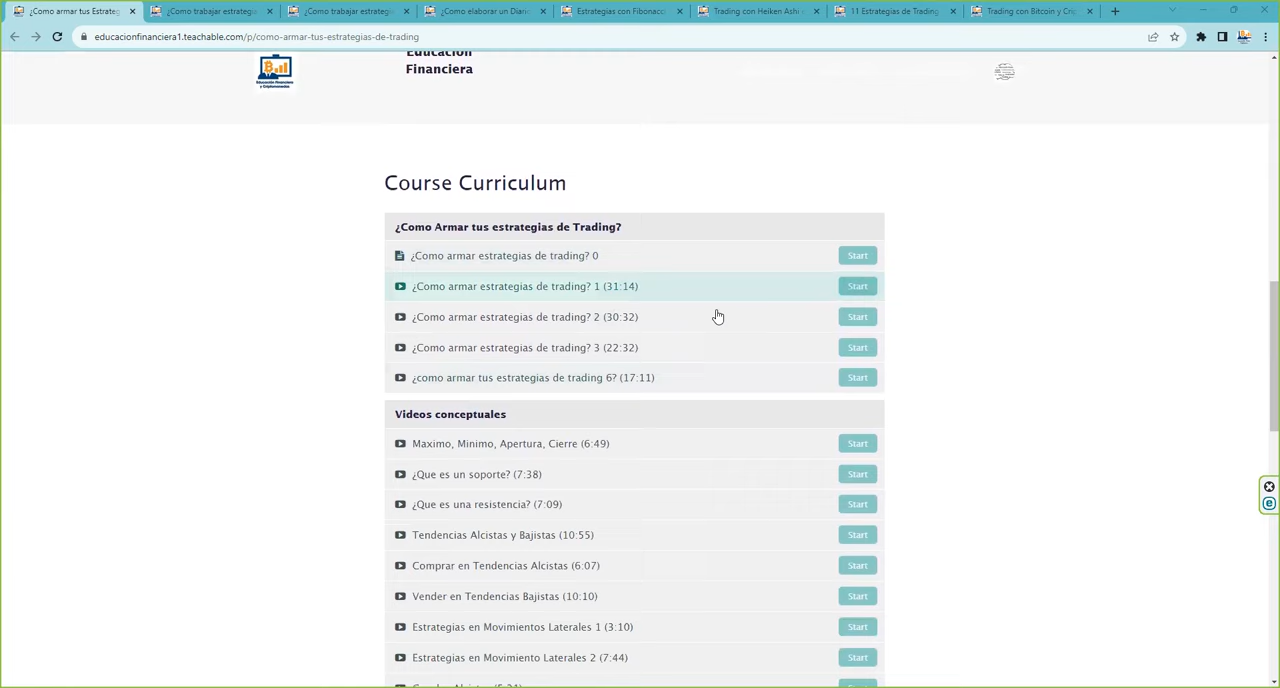 ¿Como armar tus Estrateg
¿Como trabajar estrategi
¿Como trabajar estrategi
¿Como elaborar un Diari
Estrategias con Fibonacc
Trading con Heiken Ashi
11 Estrategias de Trading
Trading con Bitcoin y Crip
educacionfinanciera1.teachable.com/p/como-armar-tus-estrategias-de-trading
Educación
Financiera
Course Curriculum
¿Como Armar tus estrategias de Trading?
¿Como armar estrategias de trading? 0 Start
¿Como armar estrategias de trading? 1 (31:14) Start
¿Como armar estrategias de trading? 2 (30:32) Start
¿Como armar estrategias de trading? 3 (22:32) Start
¿como armar tus estrategias de trading 6? (17:11) Start
Videos conceptuales
Maximo, Minimo, Apertura, Cierre (6:49) Start
¿Que es un soporte? (7:38) Start
¿Que es una resistencia? (7:09) Start
Tendencias Alcistas y Bajistas (10:55) Start
Comprar en Tendencias Alcistas (6:07) Start
Vender en Tendencias Bajistas (10:10) Start
Estrategias en Movimientos Laterales 1 (3:10) Start
Estrategias en Movimiento Laterales 2 (7:44) Start